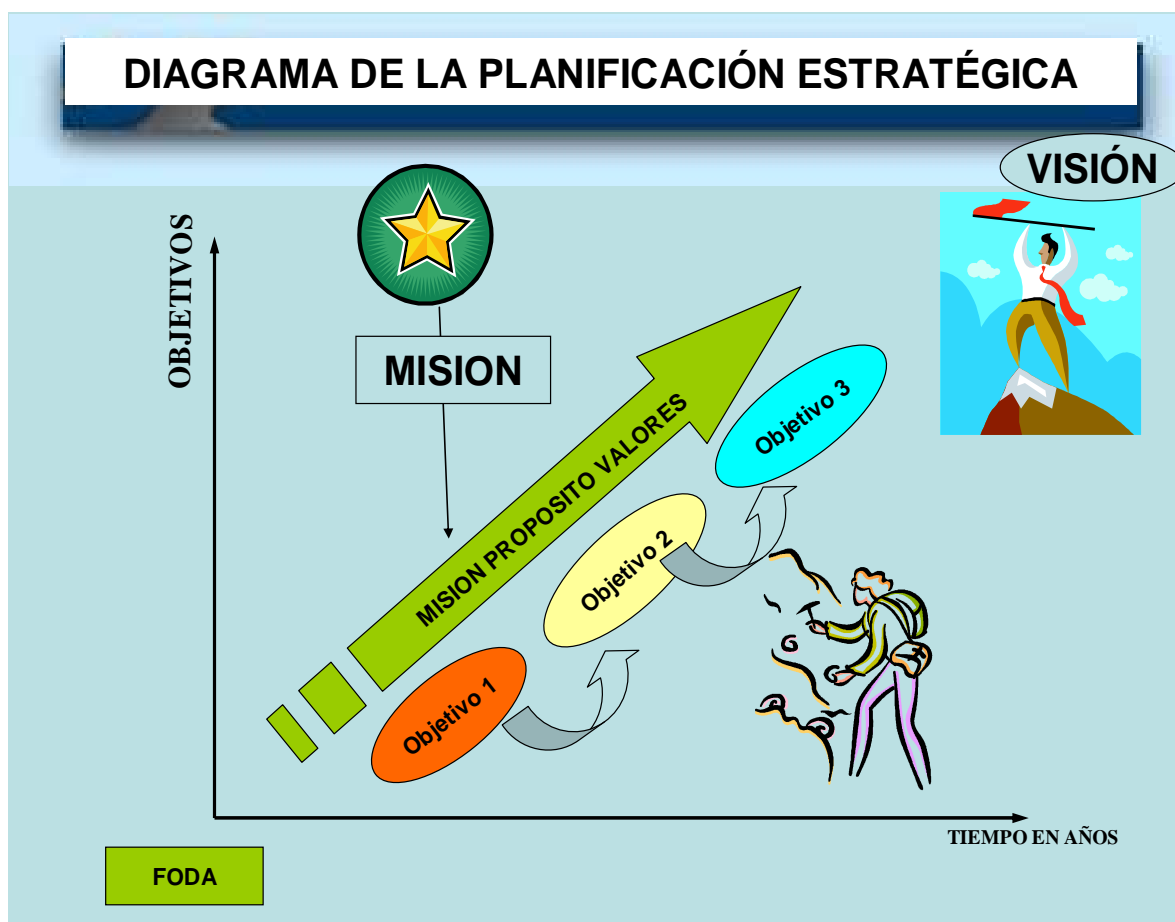 DIAGRAMA DE LA PLANIFICACIÓN ESTRATÉGICA
VISIÓN
OBJETIVOS
MISION
MISION PROPOSITO VALORES
Objetivo 3
Objetivo 2
Objetivo 1
TIEMPO EN AÑOS
FODA